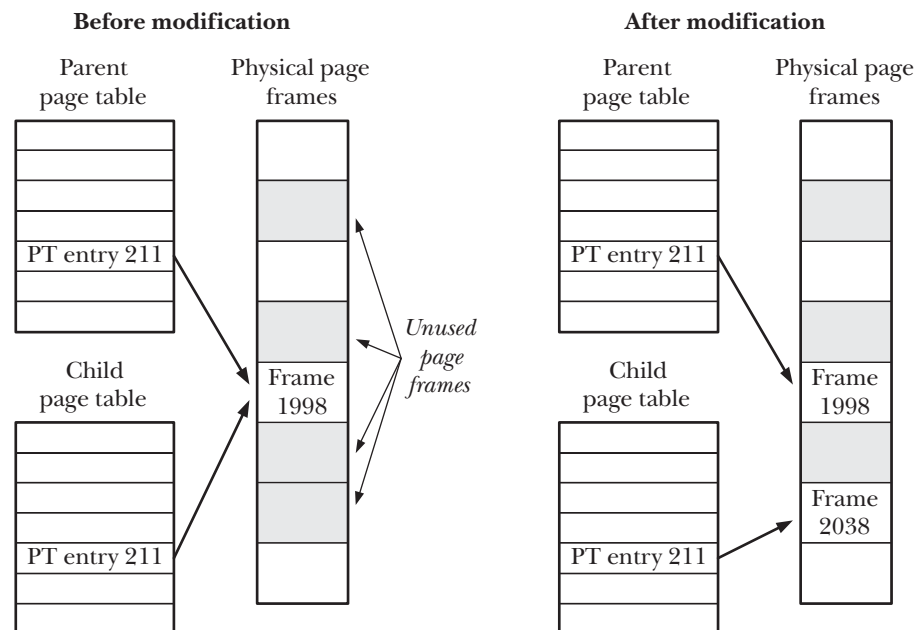 Before modification
Parent
page table
Physical page
frames
PT entry 211
Child
page table
PT entry 211
Frame
1998
Unused
page
frames
After modification
Parent
page table
Physical page
frames
PT entry 211
Child
page table
PT entry 211
Frame
1998
Frame
2038